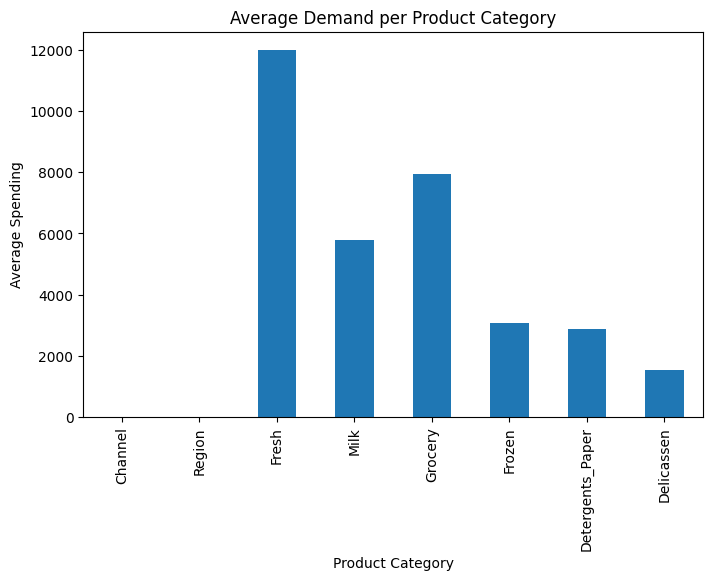 Average Demand per Product Category
Average Spending
12000
10000
8000
6000
4000
2000
0
Channel
Region
Fresh
Milk
Grocery
Frozen
Detergents_Paper
Delicassen
Product Category